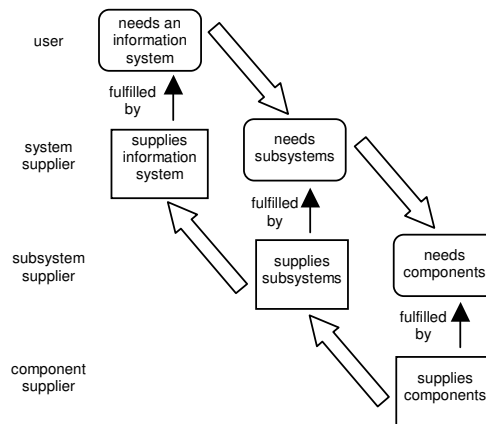 user
needs an
information
system
fulfilled
by
system
supplier
supplies
information
system
needs
subsystems
fulfilled
by
subsystem
supplier
supplies
subsystems
needs
components
fulfilled
by
component
supplier
supplies
components